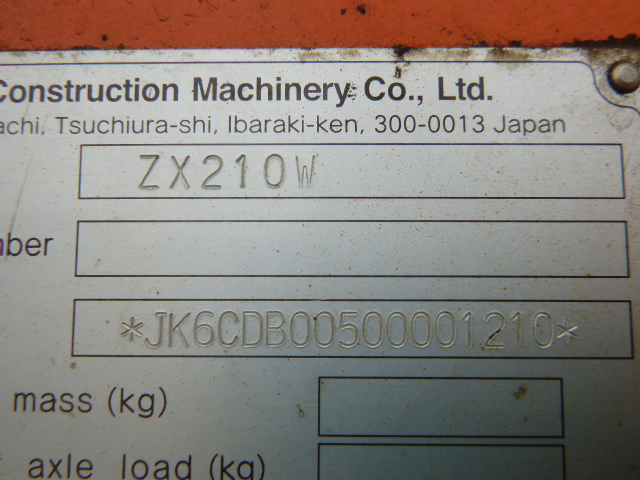 Construction Machinery Co., Ltd.
achi, Tsuchiura-shi, Ibaraki-ken, 300-0013 Japan
ZX210W
mber
*JK6CDB00500001210*
mass (kg)
axle load (kg)